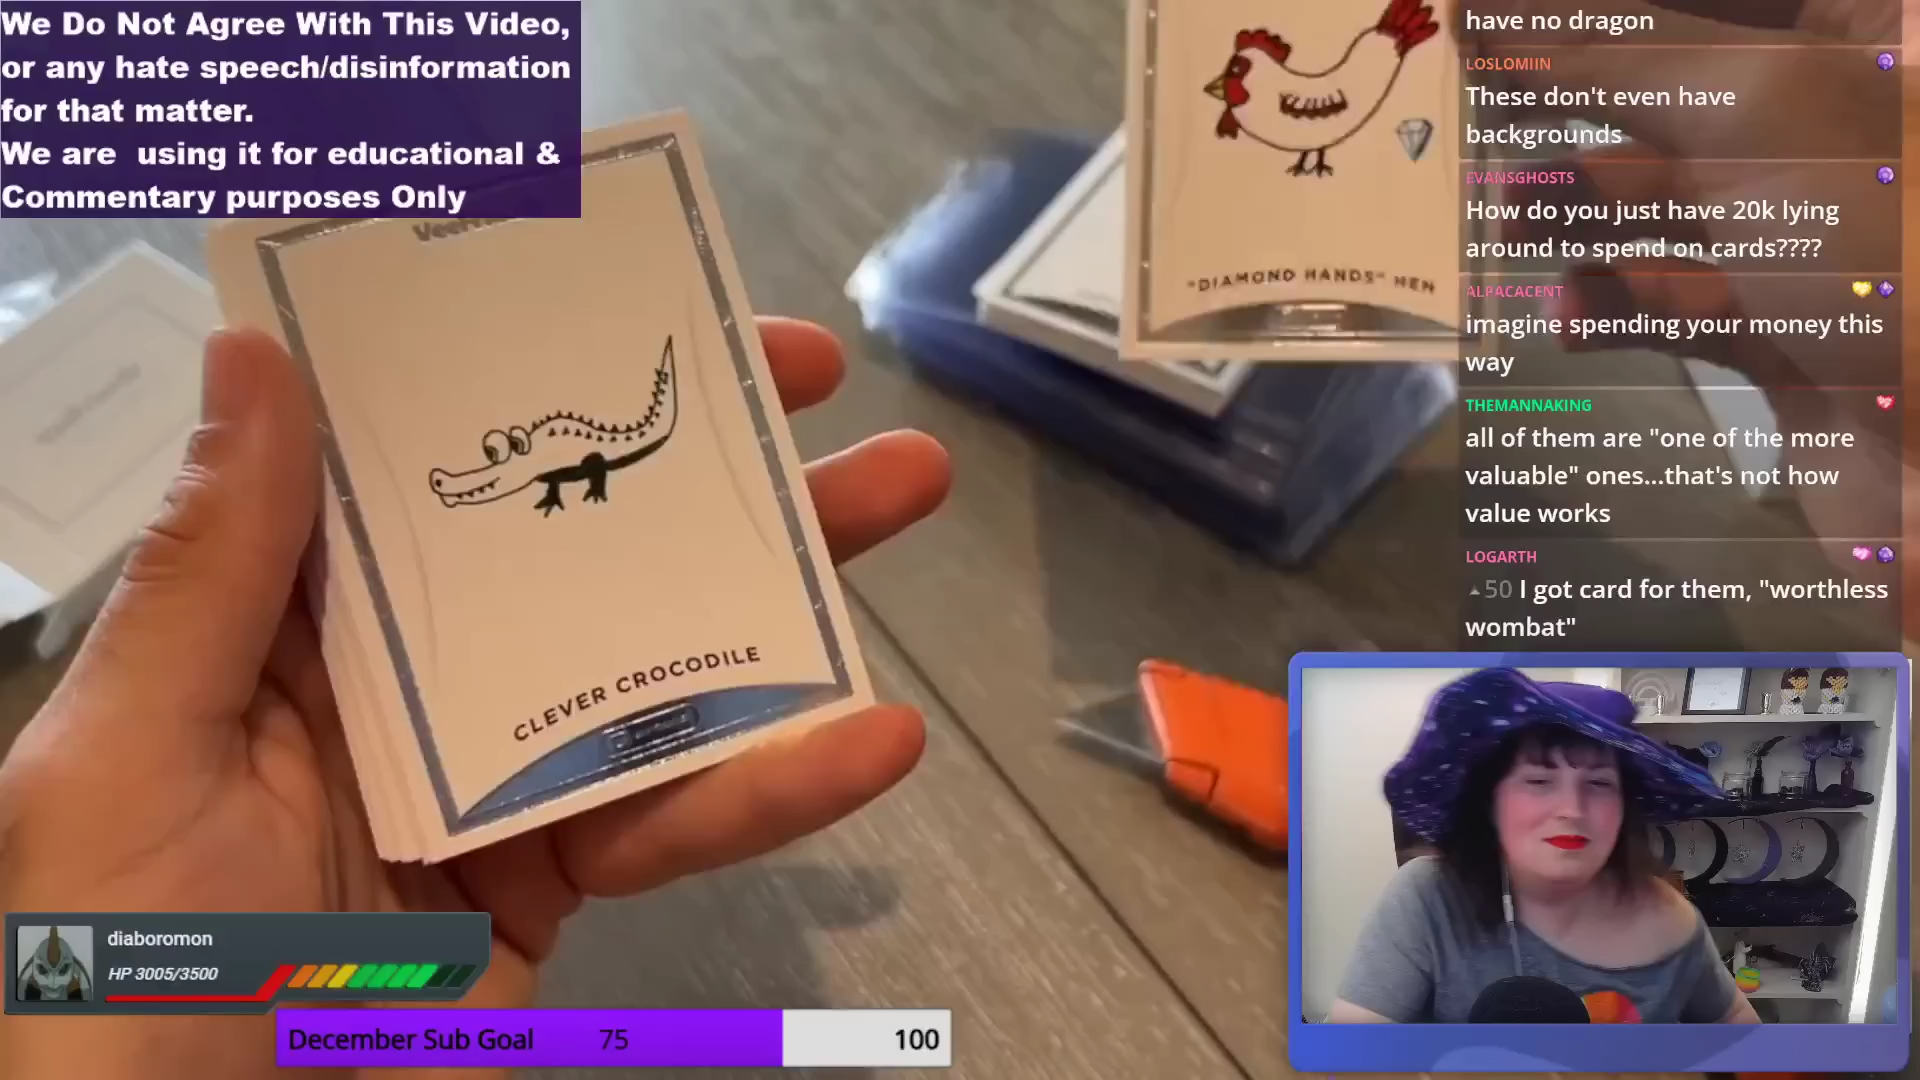 We Do Not Agree With This Video,
or any hate speech/disinformation
for that matter.
We are using it for educational &
Commentary purposes Only
"DIAMOND HANDS" HEN
CLEVER CROCODILE
have no dragon
LOSLOMIIN
These don't even have
backgrounds
EVANSGHOSTS
How do you just have 20k lying
around to spend on cards????
ALPACACENT
imagine spending your money this
way
THEMANNAKING
all of them are "one of the more
valuable" ones...that's not how
value works
LOGARTH
50 I got card for them, "worthless
wombat"
diaboromon
HP 3005/3500
December Sub Goal 75 100